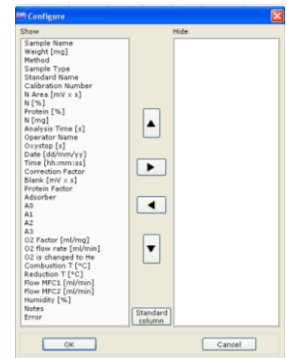 Configure
Show
Hide
Sample Name
Weight [mg]
Method
Sample Type
Standard Name
Calibration Number
N Area [mV x s]
N [%]
Protein [%]
N [mg]
Analysis Time [s]
Operator Name
Oxystop [s]
Date [dd/mm/yy]
Time [hh:mm:ss]
Correction Factor
Blank [mV x s]
Protein Factor
Adsorber
A0
A1
A2
A3
O2 Factor [ml/mg]
O2 flow rate [ml/min]
O2 is changed to He
Combustion T [°C]
Reduction T [°C]
Flow MFC1 [ml/min]
Flow MFC2 [ml/min]
Humidity [%]
Notes
Error
Standard
column
OK
Cancel